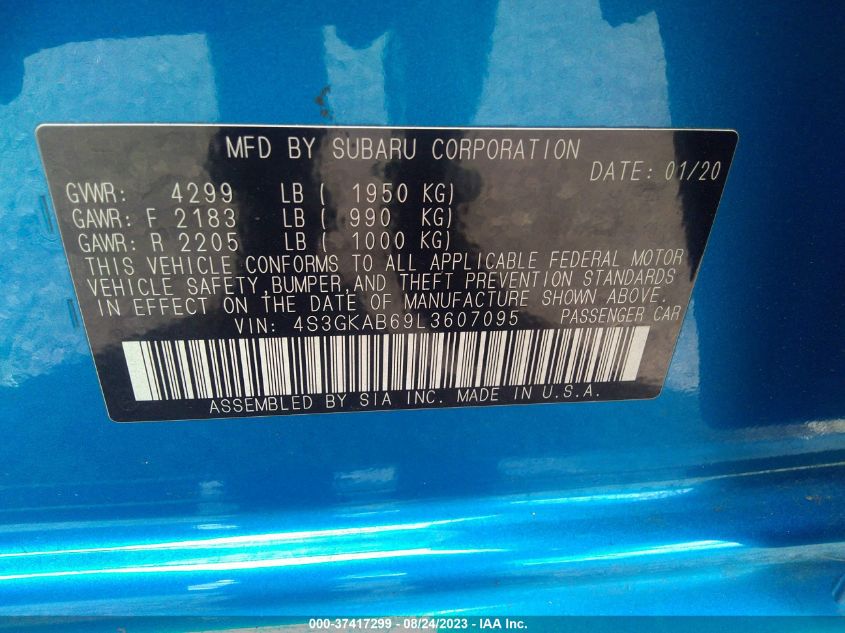 MFD BY SUBARU CORPORATION
DATE: 01/20
GVWR: 4299 LB ( 1950 KG)
GAWR: F 2183 LB ( 990 KG)
GAWR: R 2205 LB ( 1000 KG)
THIS VEHICLE CONFORMS TO ALL APPLICABLE FEDERAL MOTOR
VEHICLE SAFETY, BUMPER, AND THEFT PREVENTION STANDARDS
IN EFFECT ON THE DATE OF MANUFACTURE SHOWN ABOVE.
VIN: 4S3GKAB69L3607095 PASSENGER CAR
ASSEMBLED BY SIA INC. MADE IN U.S.A.
000-37417299 - 08/24/2023 - IAA Inc.